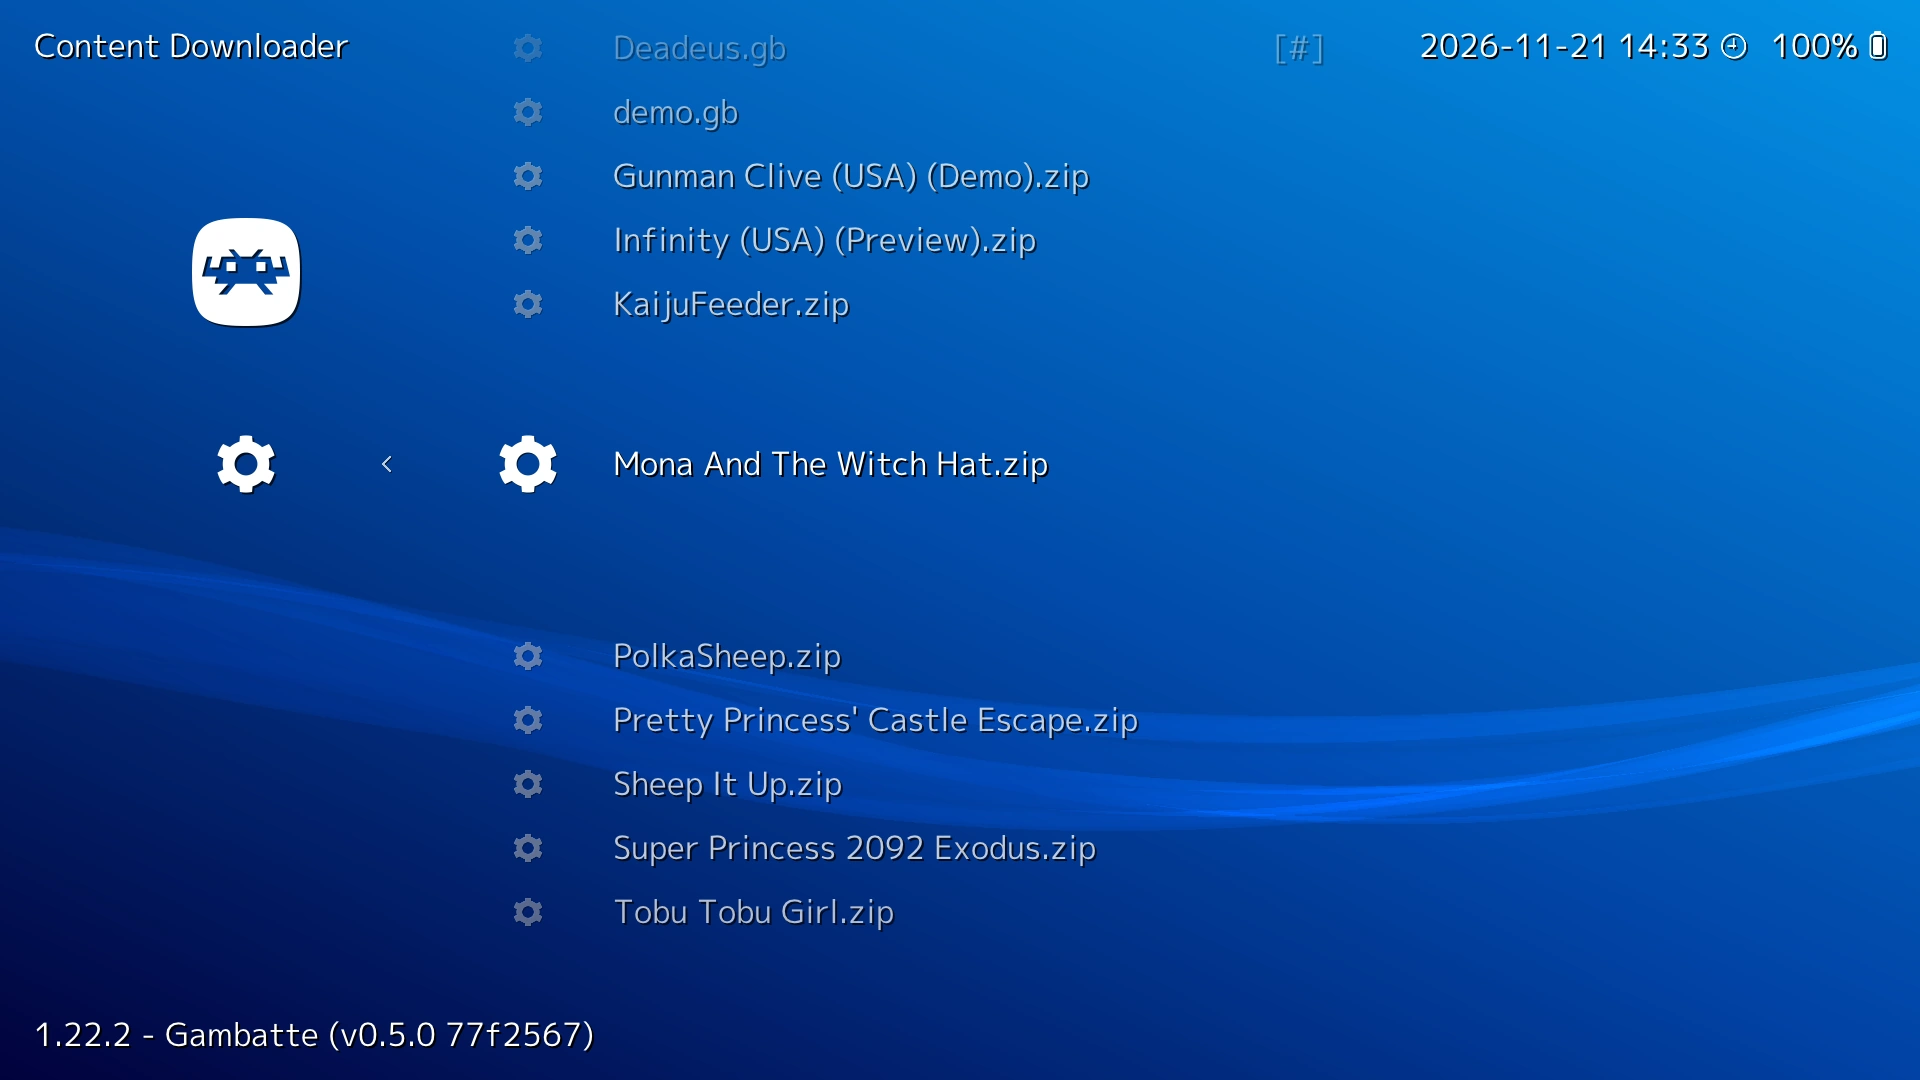 Content Downloader
2026-11-21 14:33
100%
Deadeus.gb
[#]
demo.gb
Gunman Clive (USA) (Demo).zip
Infinity (USA) (Preview).zip
KaijuFeeder.zip
Mona And The Witch Hat.zip
PolkaSheep.zip
Pretty Princess' Castle Escape.zip
Sheep It Up.zip
Super Princess 2092 Exodus.zip
Tobu Tobu Girl.zip
1.22.2 - Gambatte (v0.5.0 77f2567)